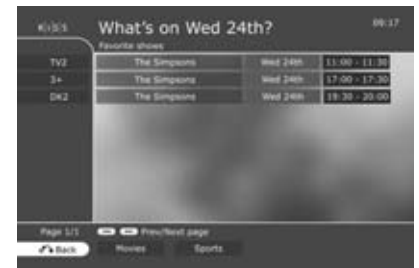 What's on Wed 24th? 09:17
Favorite shows
TV2 The Simpsons Wed 24th 11:00 - 11:30
3+ The Simpsons Wed 24th 17:00 - 17:30
DK2 The Simpsons Wed 24th 19:30 - 20:00
Page 1/1 Prev/Next page
Back Movies Sports